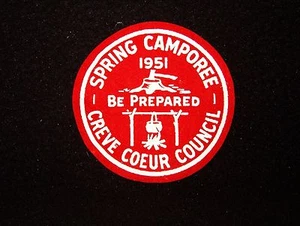 SPRING CAMPOREE
1951
BE PREPARED
CREVE COEUR COUNCIL